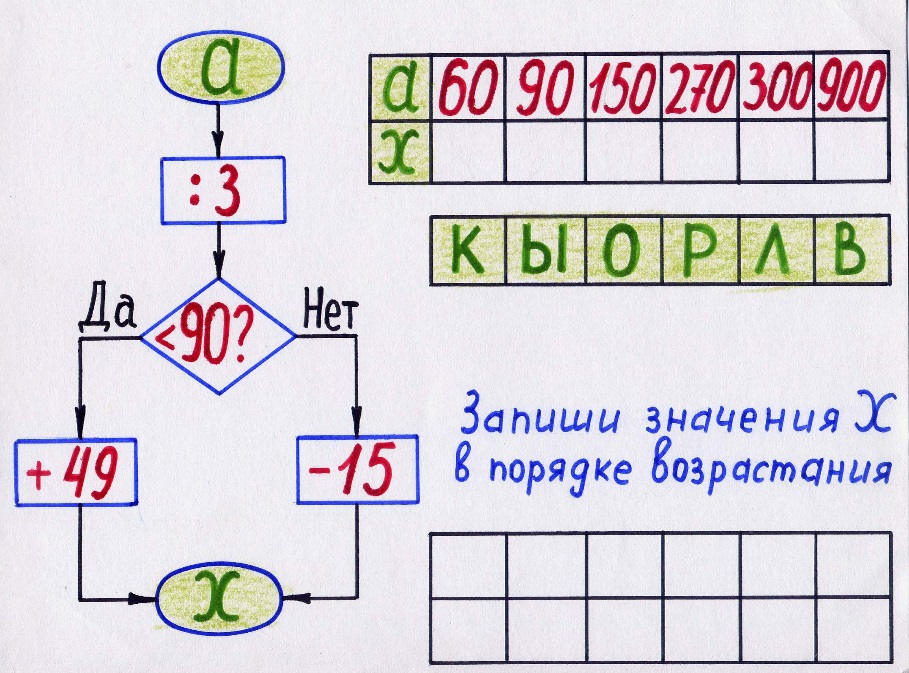 а
: 3
< 90?
Да
Нет
+ 49
- 15
х
а 60 90 150 270 300 900
х
К Ы О Р Л В
Запиши значения Х
в порядке возрастания